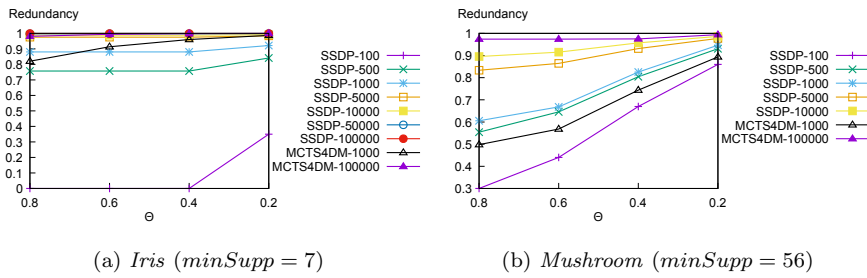 Redundancy
1
0.9
0.8
0.7
0.6
0.5
0.4
0.3
0.2
0.1
0
0.8 0.6 0.4 0.2
Θ
SSDP-100
SSDP-500
SSDP-1000
SSDP-5000
SSDP-10000
SSDP-50000
SSDP-100000
MCTS4DM-1000
MCTS4DM-100000
(a) Iris (minSupp = 7)
Redundancy
1
0.9
0.8
0.7
0.6
0.5
0.4
0.3
0.8 0.6 0.4 0.2
Θ
SSDP-100
SSDP-500
SSDP-1000
SSDP-5000
SSDP-10000
MCTS4DM-1000
MCTS4DM-100000
(b) Mushroom (minSupp = 56)